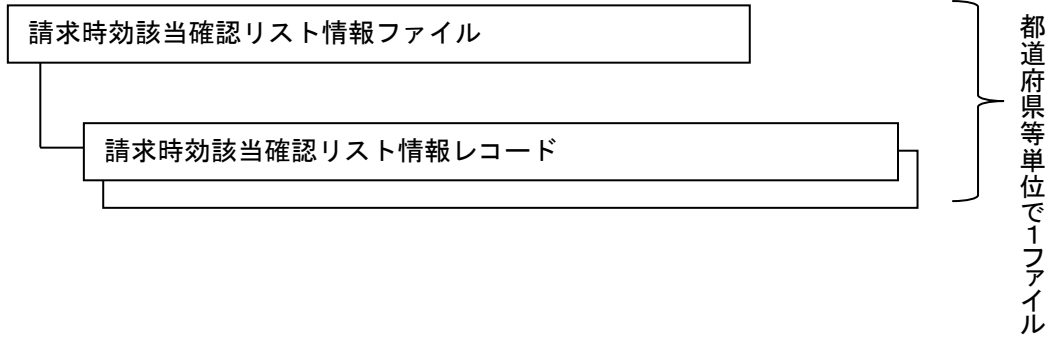 請求時効該当確認リスト情報ファイル
請求時効該当確認リスト情報レコード
都道府県等単位で1ファイル